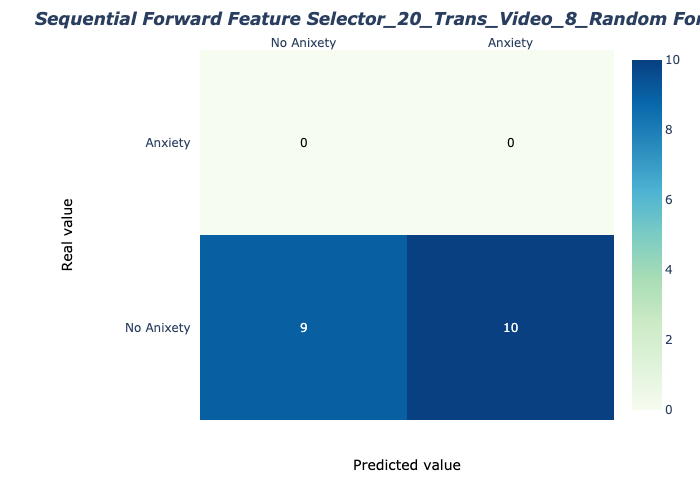 Sequential Forward Feature Selector_20_Trans_Video_8_Random
No Anixety Anxiety
10
Anxiety 0 0
8
6
Real value
4
No Anixety 9 10
2
0
Predicted value